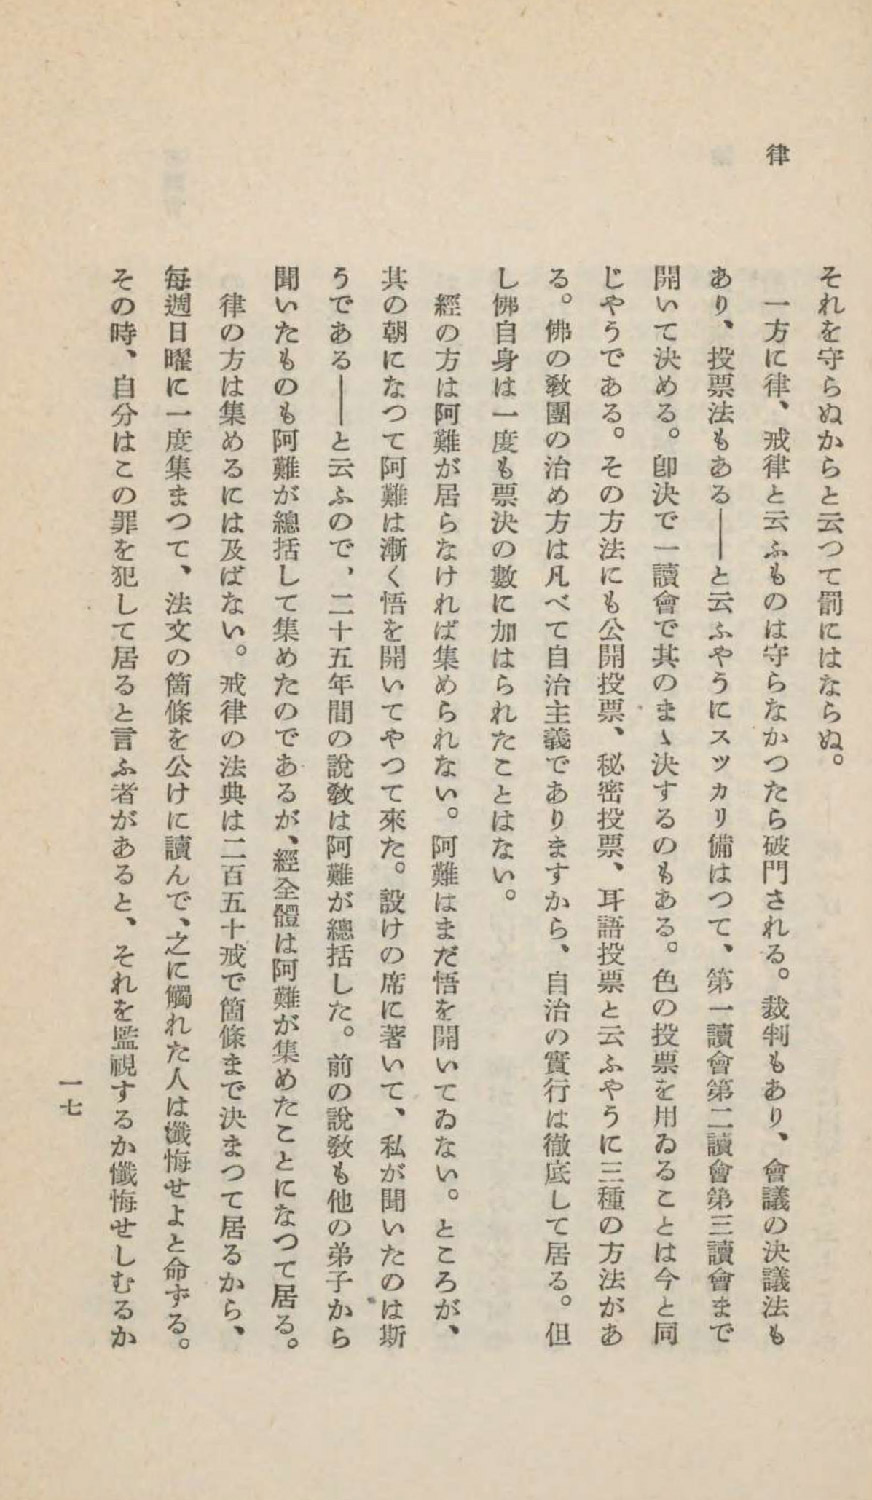 律
それを守らぬからと云つて罰にはならぬ。
一方に律、戒律と云ふものは守らなかつたら破門される。裁判もあり、會議の決議法も
あり、投票法もある――と云ふやうにスツカリ備はつて、第一讀會第二讀會第三讀會まで
開いて決める。卽決で一讀會で其のまゝ決するのもある。色の投票を用ゐることは今と同
じやうである。その方法にも公開投票、秘密投票、耳語投票と云ふやうに三種の方法があ
る。佛の敎團の治め方は凡べて自治主義でありますから、自治の實行は徹底して居る。但
し佛自身は一度も票決の數に加はられたことはない。
經の方は阿難が居らなければ集められない。阿難はまだ悟を開いてゐない。ところが、
其の朝になつて阿難は漸く悟を開いてやつて來た。設けの席に著いて、私が聞いたのは斯
うである――と云ふので、二十五年間の說敎は阿難が總括した。前の說敎も他の弟子から
聞いたものも阿難が總括して集めたのであるが、經全體は阿難が集めたことになつて居る。
律の方は集めるには及ばない。戒律の法典は二百五十戒で箇條まで決まつて居るから、
每週日曜に一度集まつて、法文の箇條を公けに讀んで、之に觸れた人は懺悔せよと命ずる。
その時、自分はこの罪を犯して居ると言ふ者があると、それを監視するか懺悔せしむるか
一七